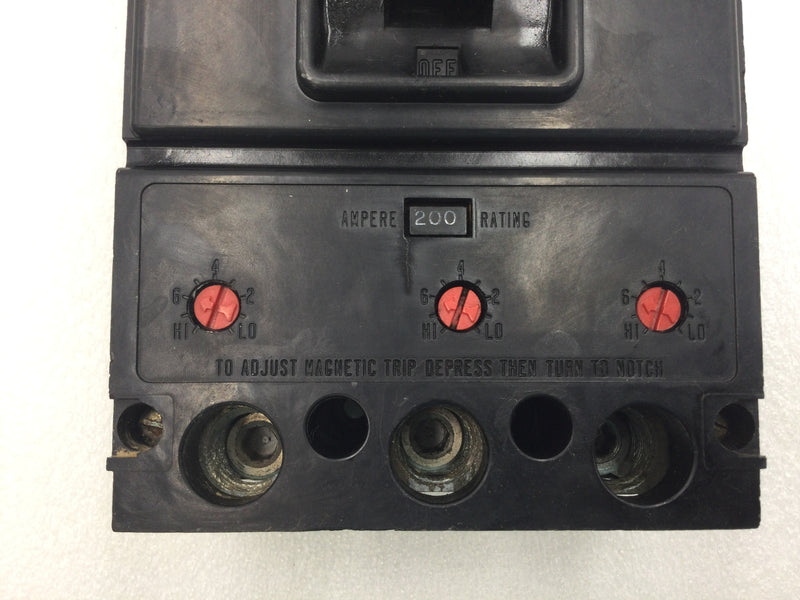 OFF
AMPERE 200 RATING
4 4 4
6 2 6 2 6 2
HI LO HI LO HI LO
TO ADJUST MAGNETIC TRIP DEPRESS THEN TURN TO NOTCH